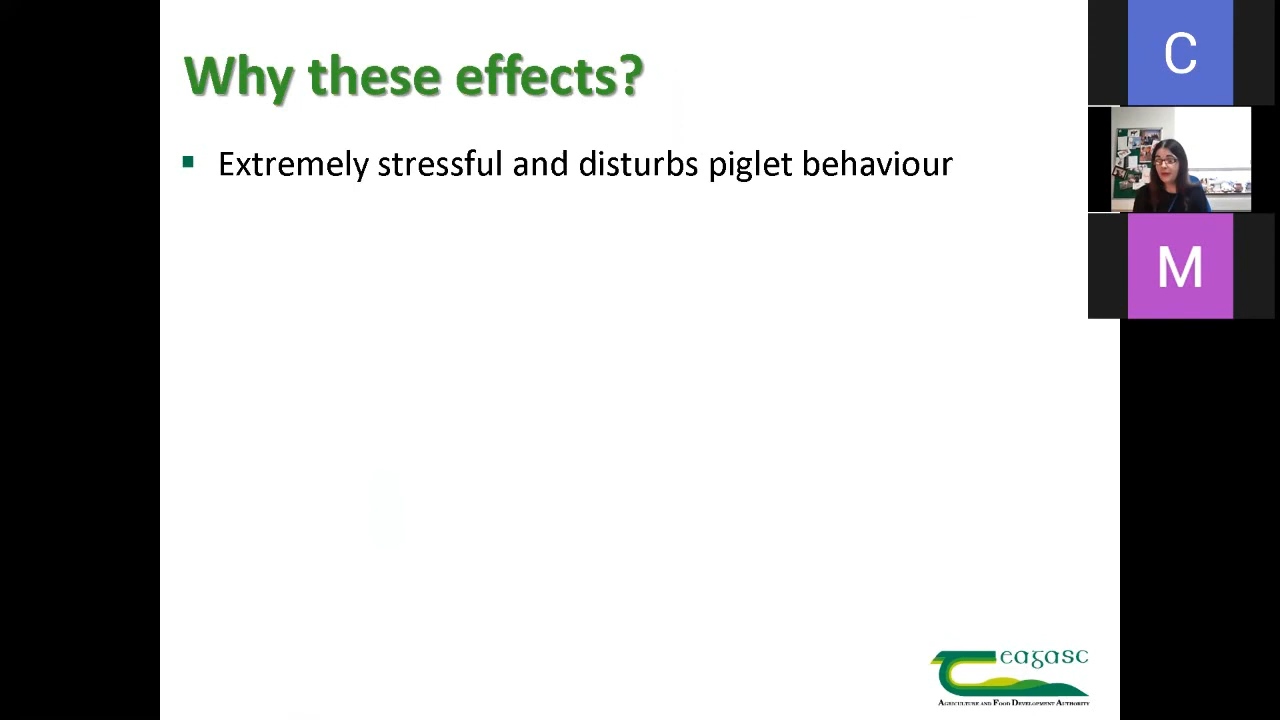 Why these effects?
Extremely stressful and disturbs piglet behaviour
C
M
Teagasc
AGRICULTURE AND FOOD DEVELOPMENT AUTHORITY